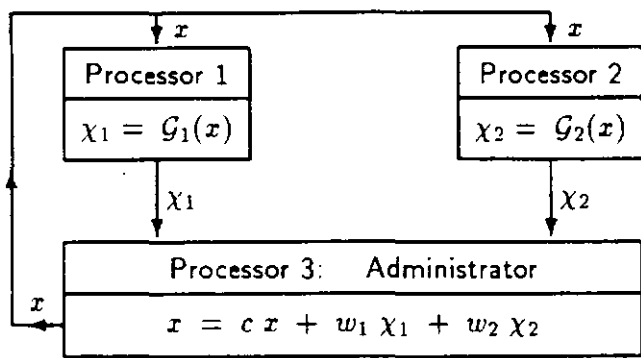 x x
Processor 1 Processor 2
χ₁ = 𝒢₁(x) χ₂ = 𝒢₂(x)
χ₁ χ₂
Processor 3: Administrator
x
x = c x + w₁ χ₁ + w₂ χ₂